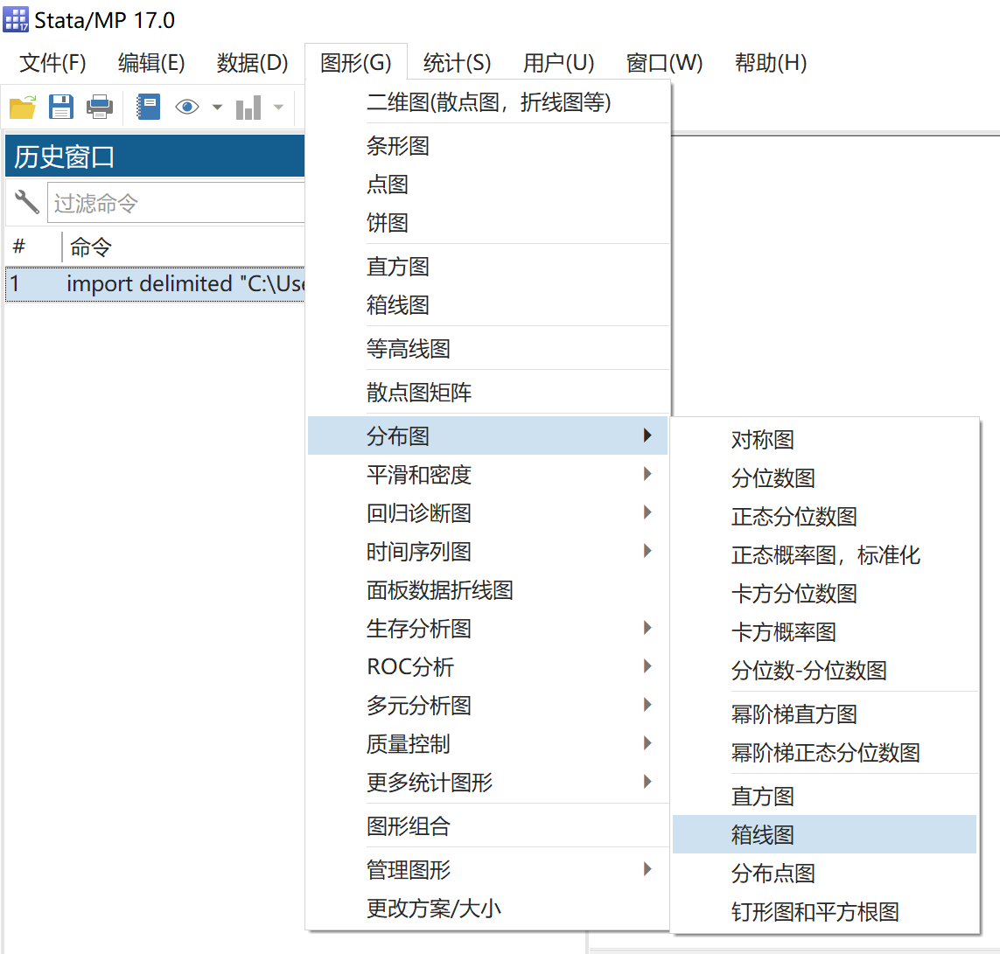 Stata/MP 17.0
文件(F) 编辑(E) 数据(D) 图形(G) 统计(S) 用户(U) 窗口(W) 帮助(H)
历史窗口
过滤命令
# 命令
1 import delimited "C:\Use
二维图(散点图，折线图等)
条形图
点图
饼图
直方图
箱线图
等高线图
散点图矩阵
分布图
平滑和密度
回归诊断图
时间序列图
面板数据折线图
生存分析图
ROC分析
多元分析图
质量控制
更多统计图形
图形组合
管理图形
更改方案/大小
对称图
分位数图
正态分位数图
正态概率图，标准化
卡方分位数图
卡方概率图
分位数-分位数图
幂阶梯直方图
幂阶梯正态分位数图
直方图
箱线图
分布点图
钉形图和平方根图